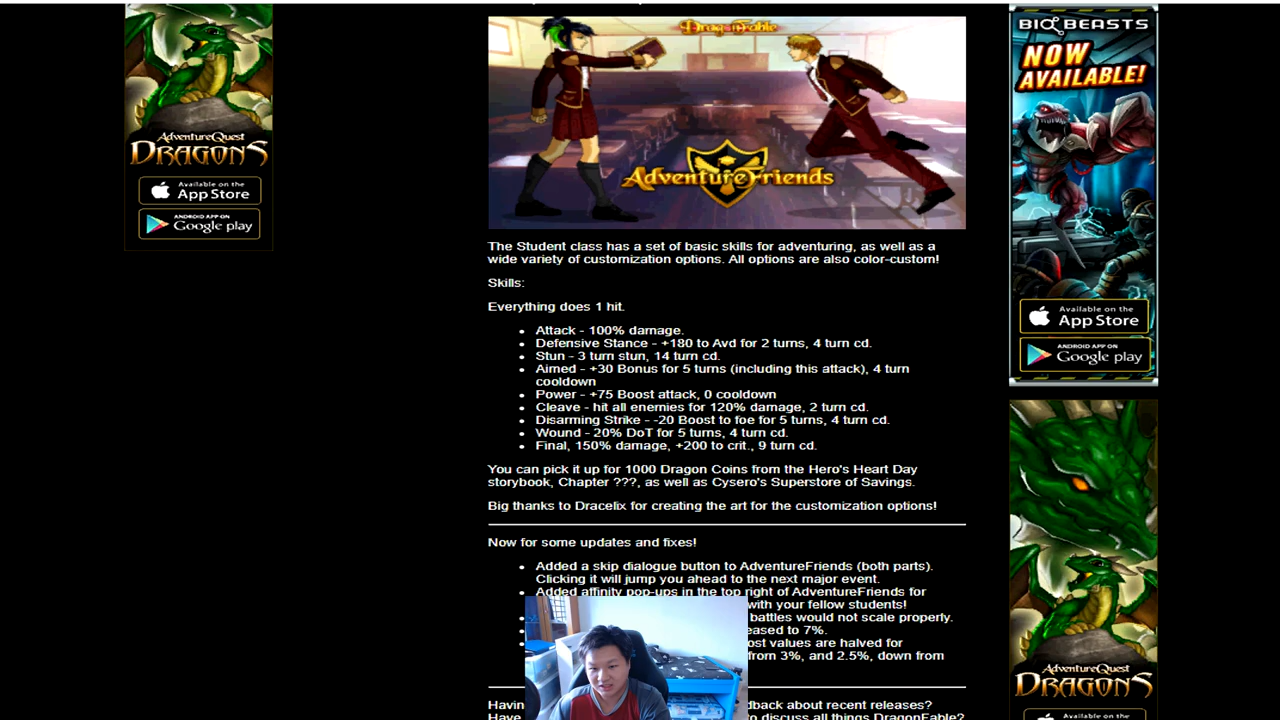 AdventureQuest
DRAGONS
Available on the
App Store
ANDROID APP ON
Google play
DragonFable
AdventureFriends
The Student class has a set of basic skills for adventuring, as well as a
wide variety of customization options. All options are also color-custom!
Skills:
Everything does 1 hit.
Attack - 100% damage.
Defensive Stance - +180 to Avd for 2 turns, 4 turn cd.
Stun - 3 turn stun, 14 turn cd.
Aimed - +30 Bonus for 5 turns (including this attack), 4 turn
cooldown
Power - +75 Boost attack, 0 cooldown
Cleave - hit all enemies for 120% damage, 2 turn cd.
Disarming Strike - -20 Boost to foe for 5 turns, 4 turn cd.
Wound - 20% DoT for 5 turns, 4 turn cd.
Final, 150% damage, +200 to crit., 9 turn cd.
You can pick it up for 1000 Dragon Coins from the Hero's Heart Day
storybook, Chapter ???, as well as Cysero's Superstore of Savings.
Big thanks to Dracelix for creating the art for the customization options!
Now for some updates and fixes!
Added a skip dialogue button to AdventureFriends (both parts).
Clicking it will jump you ahead to the next major event.
Added affinity pop-ups in the top right of AdventureFriends for
with your fellow students!
battles would not scale properly.
eased to 7%.
ost values are halved for
from 3%, and 2.5%, down from
Havin
dback about recent releases?
Have
to discuss all things DragonFable?
BIOBEASTS
NOW
AVAILABLE!
Available on the
App Store
ANDROID APP ON
Google play
AdventureQuest
DRAGONS
Available on the